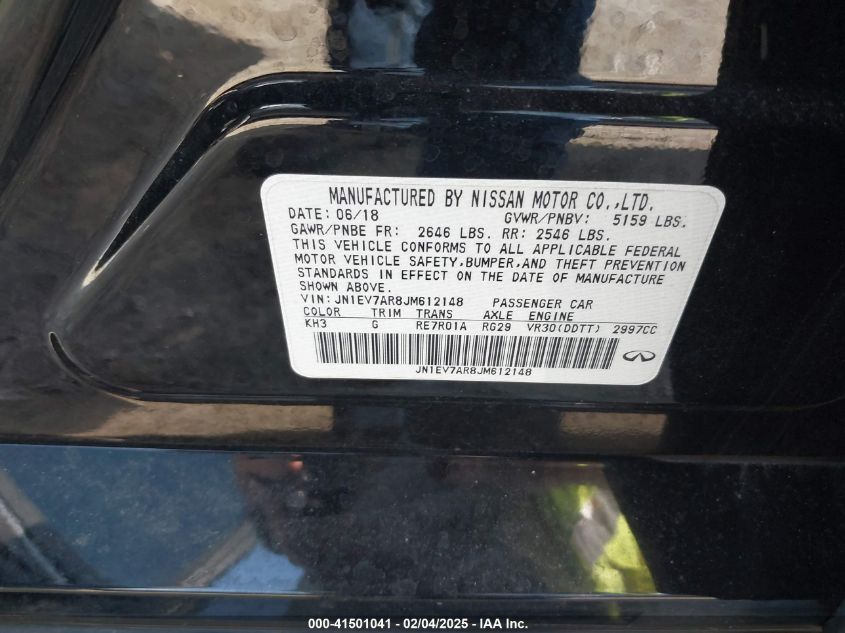 MANUFACTURED BY NISSAN MOTOR CO.,LTD.
DATE: 06/18 GVWR/PNBV: 5159 LBS.
GAWR/PNBE FR: 2646 LBS. RR: 2546 LBS.
THIS VEHICLE CONFORMS TO ALL APPLICABLE FEDERAL
MOTOR VEHICLE SAFETY,BUMPER,AND THEFT PREVENTION
STANDARDS IN EFFECT ON THE DATE OF MANUFACTURE
SHOWN ABOVE.
VIN: JN1EV7AR8JM612148 PASSENGER CAR
COLOR TRIM TRANS AXLE ENGINE
KH3 G RE7R01A RG29 VR30(DDTT) 2997CC
JN1EV7AR8JM612148
000-41501041 - 02/04/2025 - IAA Inc.